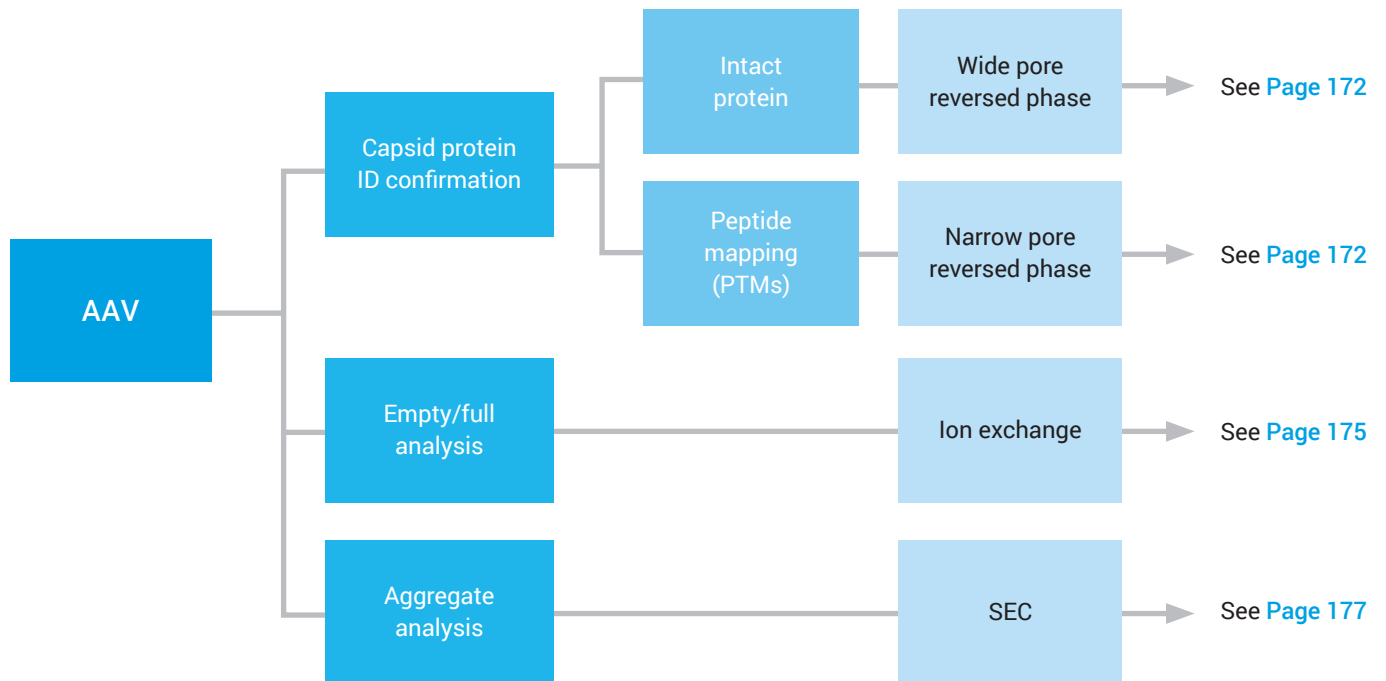 AAV
Capsid protein
ID confirmation
Intact
protein
Wide pore
reversed phase
See Page 172
Peptide
mapping
(PTMs)
Narrow pore
reversed phase
See Page 172
Empty/full
analysis
Ion exchange
See Page 175
Aggregate
analysis
SEC
See Page 177